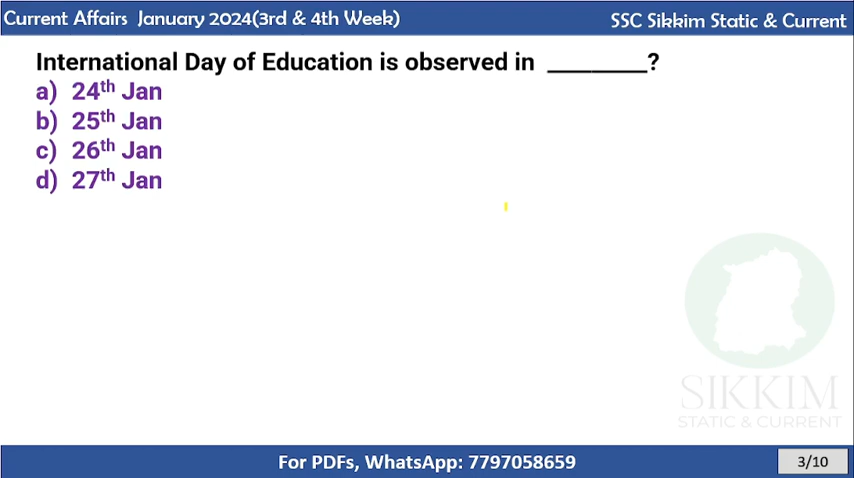 Current Affairs January 2024(3rd & 4th Week)
SSC Sikkim Static & Current
International Day of Education is observed in ________?
a) 24th Jan
b) 25th Jan
c) 26th Jan
d) 27th Jan
SIKKIM
STATIC & CURRENT
For PDFs, WhatsApp: 7797058659
3/10